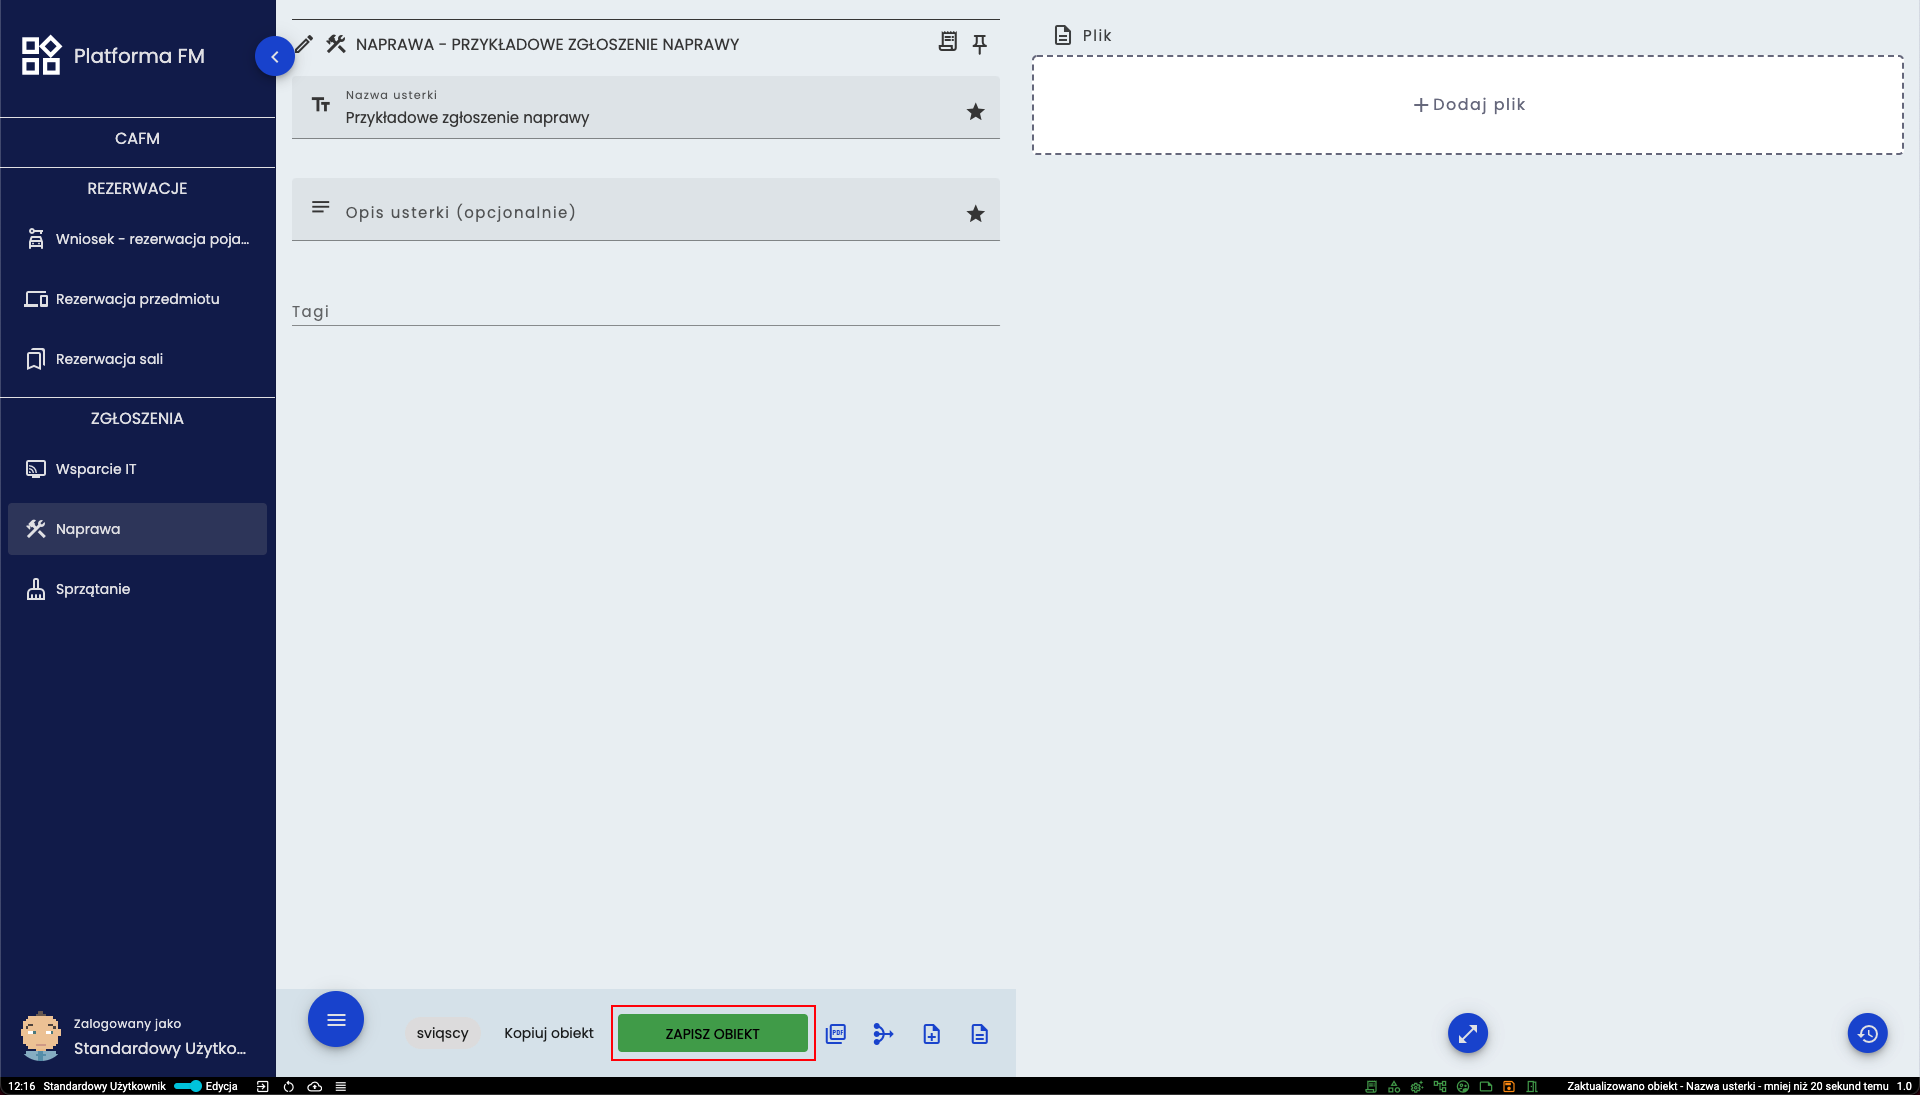 Platforma FM
CAFM
REZERWACJE
Wniosek - rezerwacja poja...
Rezerwacja przedmiotu
Rezerwacja sali
ZGŁOSZENIA
Wsparcie IT
Naprawa
Sprzątanie
Zalogowany jako
Standardowy Użytko...
NAPRAWA - PRZYKŁADOWE ZGŁOSZENIE NAPRAWY
Nazwa usterki
Przykładowe zgłoszenie naprawy
Opis usterki (opcjonalnie)
Tagi
Plik
+ Dodaj plik
sviqscy
Kopiuj obiekt
ZAPISZ OBIEKT
PDF
12:16 Standardowy Użytkownik Edycja
Zaktualizowano obiekt - Nazwa usterki - mniej niż 20 sekund temu 1.0